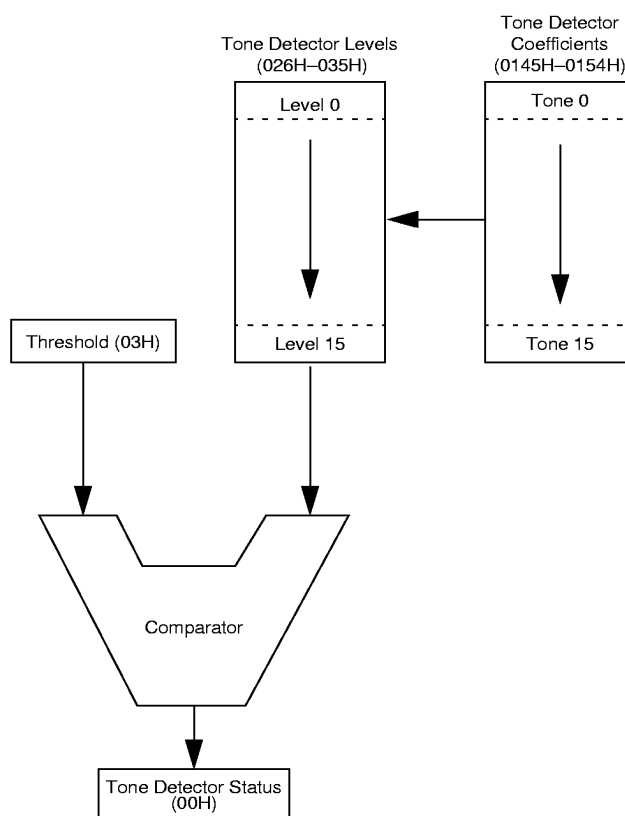 Tone Detector Levels
(026H–035H)
Tone Detector
Coefficients
(0145H–0154H)
Level 0
Tone 0
Level 15
Tone 15
Threshold (03H)
Comparator
Tone Detector Status
(00H)